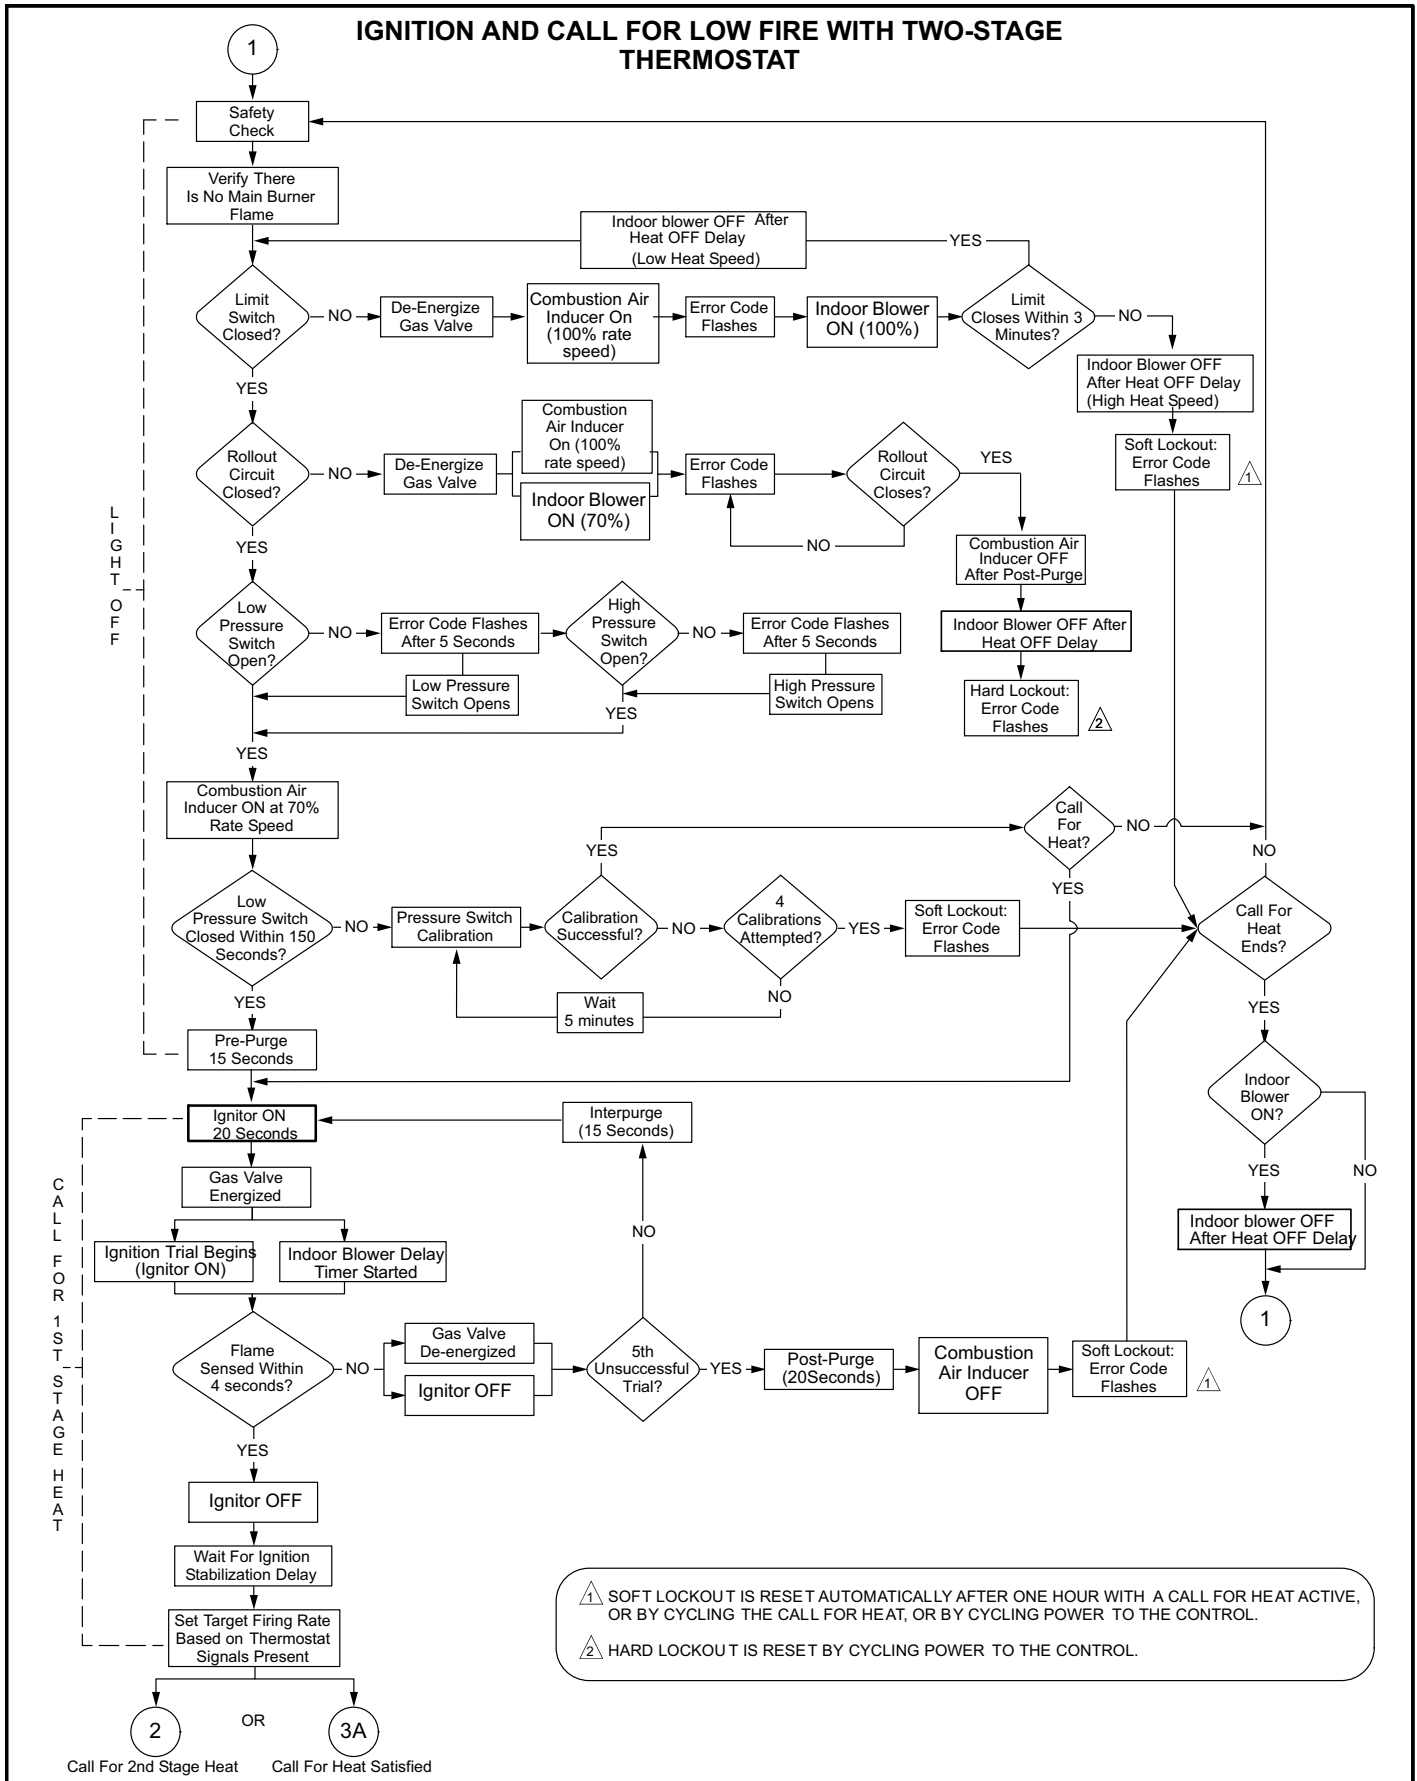 IGNITION AND CALL FOR LOW FIRE WITH TWO-STAGE
THERMOSTAT
1
Safety
Check
Verify There
Is No Main Burner
Flame
Indoor blower OFF After
Heat OFF Delay
(Low Heat Speed)
YES
Limit
Switch
Closed?
NO
De-Energize
Gas Valve
Combustion Air
Inducer On
(100% rate
speed)
Error Code
Flashes
Indoor Blower
ON (100%)
Limit
Closes Within 3
Minutes?
NO
Indoor Blower OFF
After Heat OFF Delay
(High Heat Speed)
Soft Lockout:
Error Code
Flashes
1
YES
Rollout
Circuit
Closed?
NO
De-Energize
Gas Valve
Combustion
Air Inducer
On (100%
rate speed)
Indoor Blower
ON (70%)
Error Code
Flashes
Rollout
Circuit
Closes?
YES
NO
Combustion Air
Inducer OFF
After Post-Purge
Indoor Blower OFF After
Heat OFF Delay
Hard Lockout:
Error Code
Flashes
2
LIGHT OFF
YES
Low
Pressure
Switch
Open?
NO
Error Code Flashes
After 5 Seconds
Low Pressure
Switch Opens
High
Pressure
Switch
Open?
NO
Error Code Flashes
After 5 Seconds
High Pressure
Switch Opens
YES
YES
Combustion Air
Inducer ON at 70%
Rate Speed
Low
Pressure Switch
Closed Within 150
Seconds?
NO
Pressure Switch
Calibration
Calibration
Successful?
YES
NO
4
Calibrations
Attempted?
YES
NO
Wait
5 minutes
Soft Lockout:
Error Code
Flashes
Call
For
Heat?
NO
YES
NO
Call For
Heat
Ends?
YES
Indoor
Blower
ON?
YES
NO
Indoor blower OFF
After Heat OFF Delay
1
YES
Pre-Purge
15 Seconds
CALL FOR 1ST STAGE HEAT
Ignitor ON
20 Seconds
Interpurge
(15 Seconds)
Gas Valve
Energized
Ignition Trial Begins
(Ignitor ON)
Indoor Blower Delay
Timer Started
Flame
Sensed Within
4 seconds?
NO
Gas Valve
De-energized
Ignitor OFF
5th
Unsuccessful
Trial?
NO
YES
Post-Purge
(20Seconds)
Combustion
Air Inducer
OFF
Soft Lockout:
Error Code
Flashes
1
YES
Ignitor OFF
Wait For Ignition
Stabilization Delay
Set Target Firing Rate
Based on Thermostat
Signals Present
2
OR
3A
Call For 2nd Stage Heat
Call For Heat Satisfied
1 SOFT LOCKOUT IS RESET AUTOMATICALLY AFTER ONE HOUR WITH A CALL FOR HEAT ACTIVE,
OR BY CYCLING THE CALL FOR HEAT, OR BY CYCLING POWER TO THE CONTROL.
2 HARD LOCKOUT IS RESET BY CYCLING POWER TO THE CONTROL.